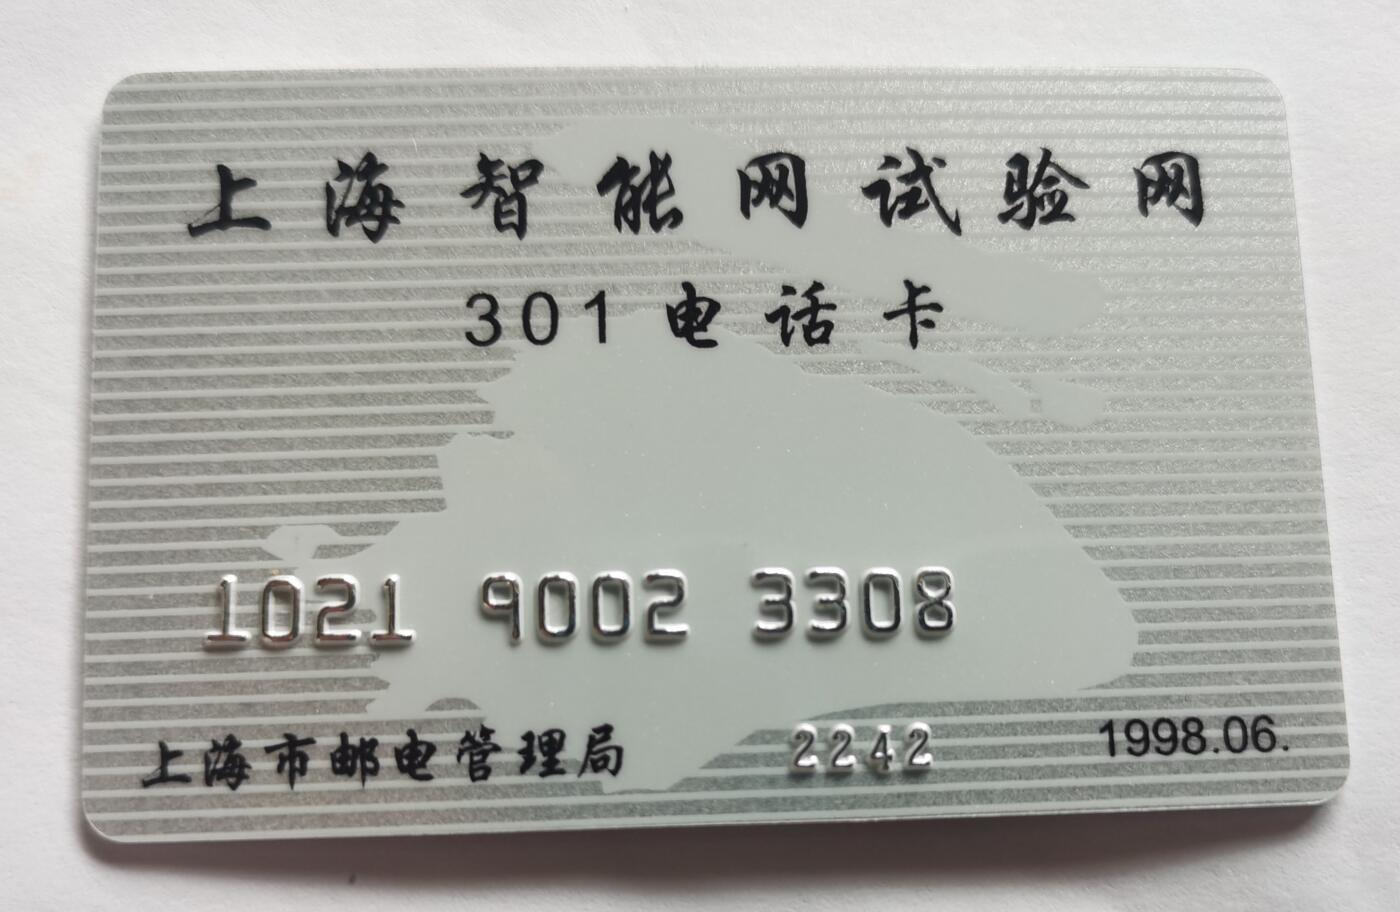 上海智能网试验网
301电话卡
1021 9002 3308
上海市邮电管理局 2242 1998.06.